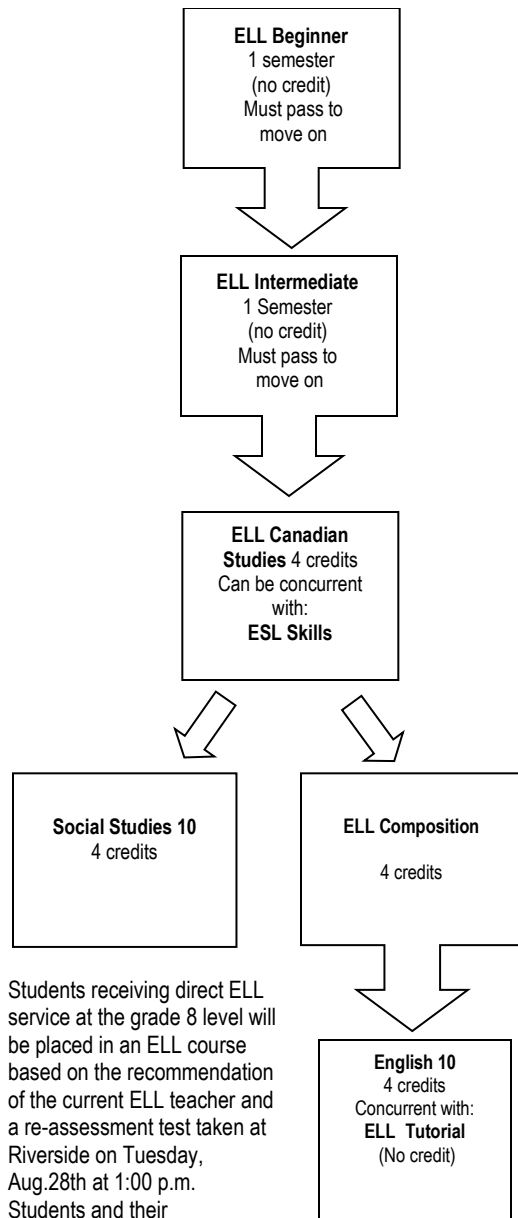 ELL Beginner
1 semester
(no credit)
Must pass to
move on
ELL Intermediate
1 Semester
(no credit)
Must pass to
move on
ELL Canadian
Studies 4 credits
Can be concurrent
with:
ESL Skills
Social Studies 10
4 credits
ELL Composition
4 credits
Students receiving direct ELL
service at the grade 8 level will
be placed in an ELL course
based on the recommendation
of the current ELL teacher and
a re-assessment test taken at
Riverside on Tuesday,
Aug.28th at 1:00 p.m.
Students and their
English 10
4 credits
Concurrent with:
ELL Tutorial
(No credit)